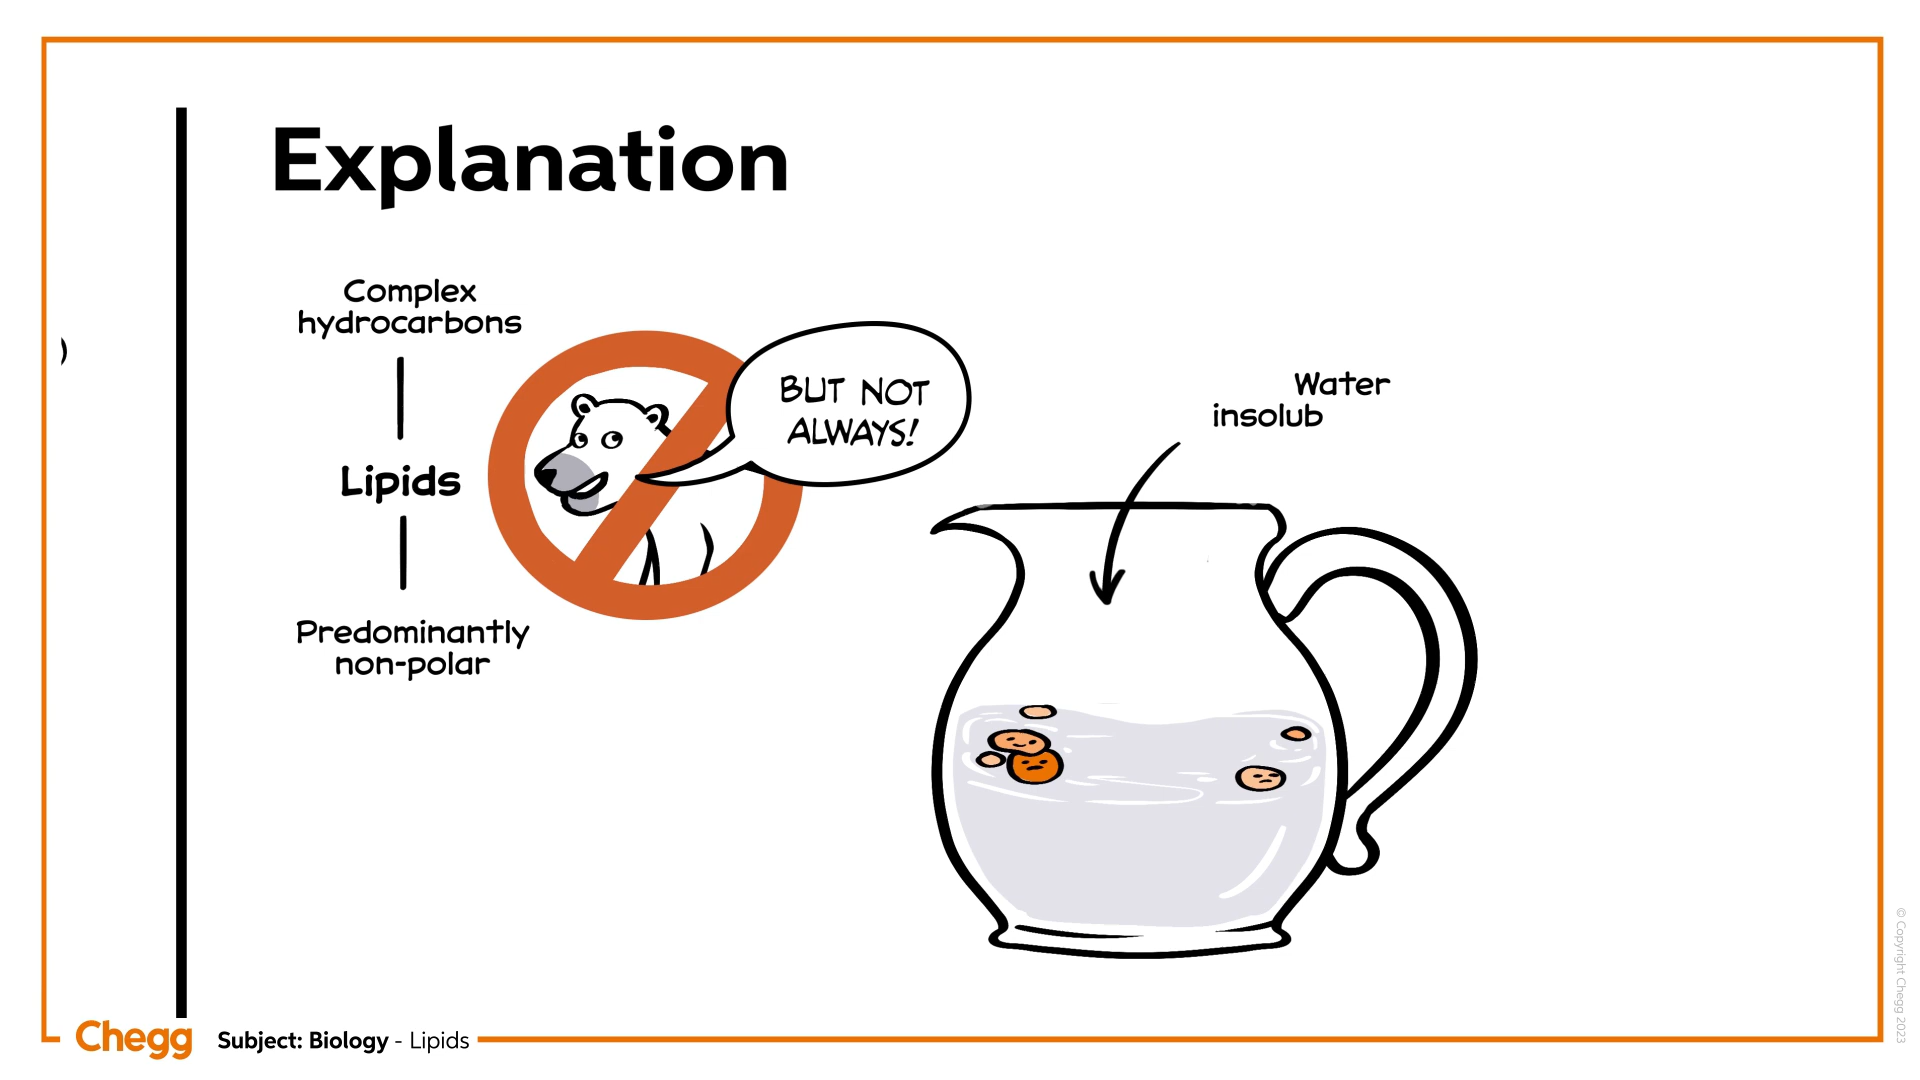 Explanation
Complex
hydrocarbons
Lipids
Predominantly
non-polar
BUT NOT
ALWAYS!
Water
insolub
Chegg
Subject: Biology - Lipids
© Copyright Chegg 2023